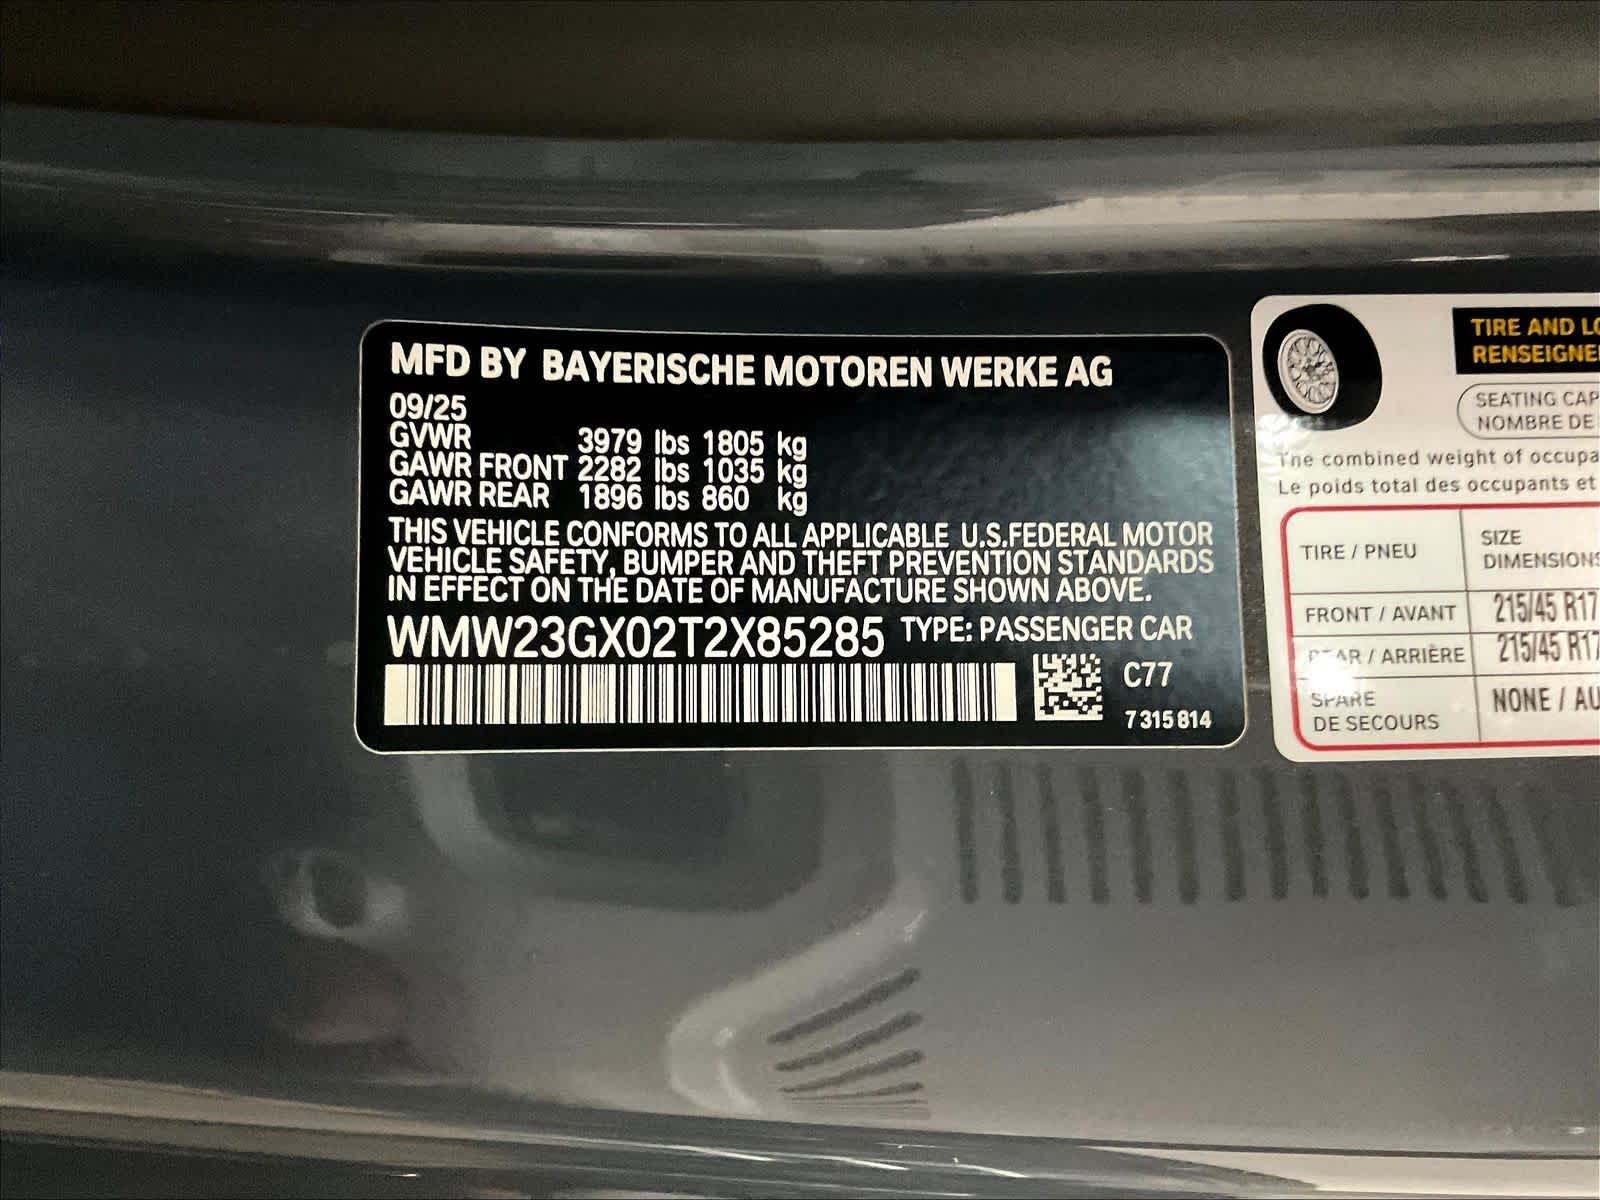 MFD BY BAYERISCHE MOTOREN WERKE AG
09/25
GVWR 3979 lbs 1805 kg
GAWR FRONT 2282 lbs 1035 kg
GAWR REAR 1896 lbs 860 kg
THIS VEHICLE CONFORMS TO ALL APPLICABLE U.S.FEDERAL MOTOR
VEHICLE SAFETY, BUMPER AND THEFT PREVENTION STANDARDS
IN EFFECT ON THE DATE OF MANUFACTURE SHOWN ABOVE.
WMW23GX02T2X85285 TYPE: PASSENGER CAR
C77
7 315 814
TIRE AND LO
RENSEIGNE
SEATING CAP
NOMBRE DE
The combined weight of occupa
Le poids total des occupants et
TIRE / PNEU
SIZE
DIMENSIONS
FRONT / AVANT 215/45 R17
REAR / ARRIÈRE 215/45 R17
SPARE
DE SECOURS
NONE / AU